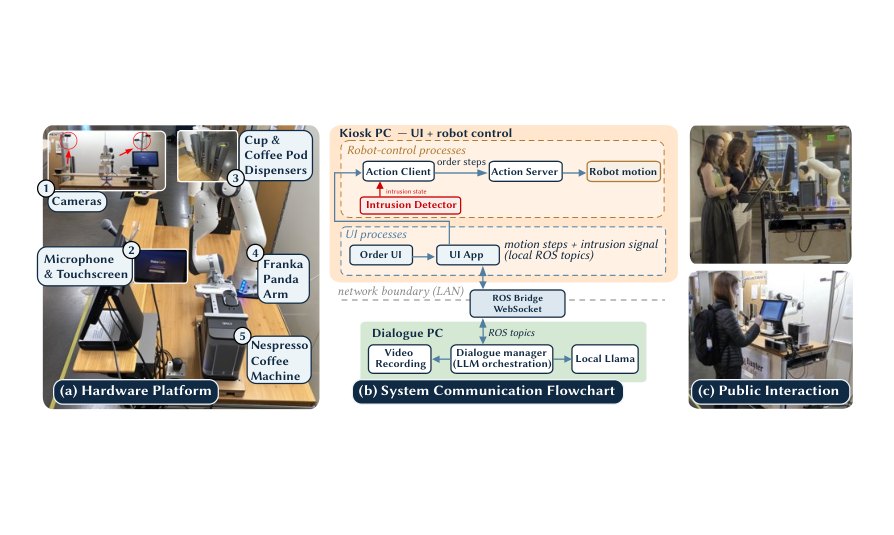 1
Cameras
Cup &
Coffee Pod
Dispensers
3
2
Microphone
& Touchscreen
4
Franka
Panda
Arm
5
Nespresso
Coffee
Machine
(a) Hardware Platform
Kiosk PC — UI + robot control
Robot-control processes
order steps
Action Client
Action Server
Robot motion
intrusion state
Intrusion Detector
UI processes
Order UI
UI App
motion steps + intrusion signal
(local ROS topics)
network boundary (LAN)
ROS Bridge
WebSocket
Dialogue PC
ROS topics
Video
Recording
Dialogue manager
(LLM orchestration)
Local Llama
(b) System Communication Flowchart
(c) Public Interaction